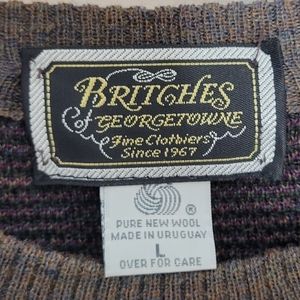 BRITCHES
of GEORGETOWNE
Fine Clothiers
Since 1967
®
PURE NEW WOOL
MADE IN URUGUAY
L
OVER FOR CARE